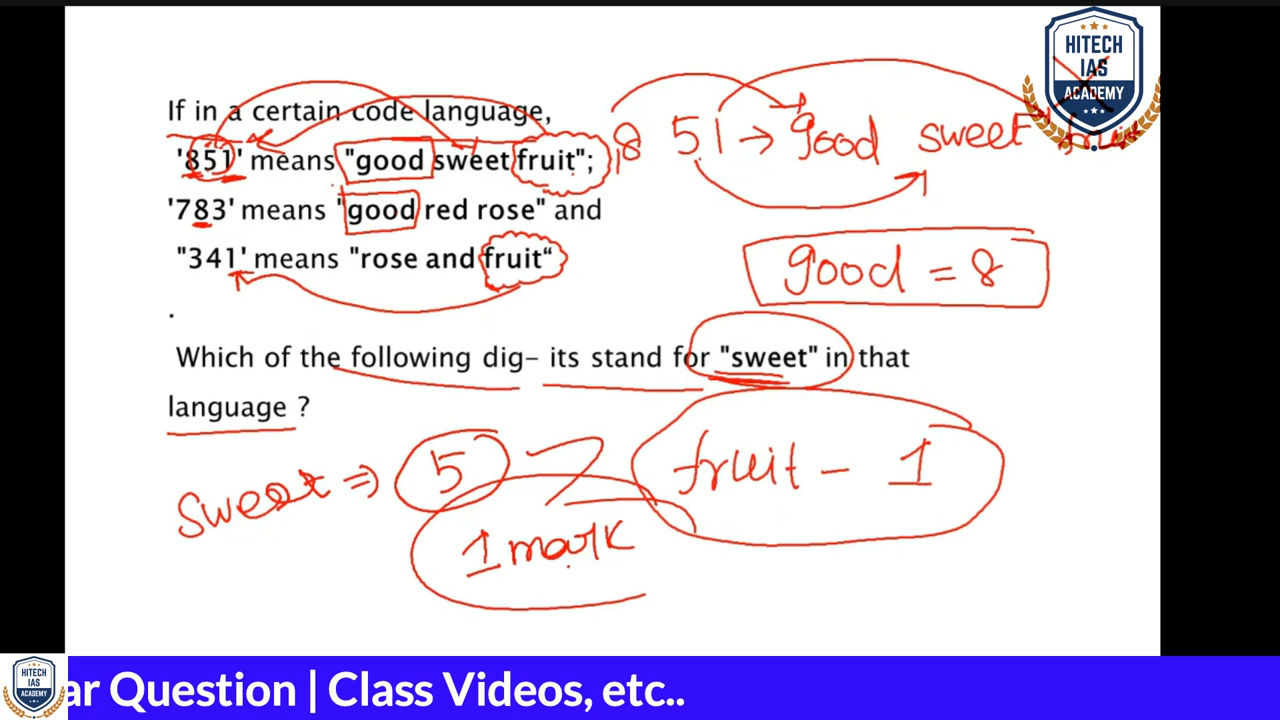 HITECH
IAS
ACADEMY
If in a certain code language,
'851' means "good sweet fruit";
8 51 → good sweet fruit
'783' means "good red rose" and
"341' means "rose and fruit“
good = 8
.
Which of the following dig– its stand for "sweet" in that
language ?
sweet ⇒ 5
fruit – 1
1 mark
HITECH
IAS
ACADEMY
ar Question | Class Videos, etc..